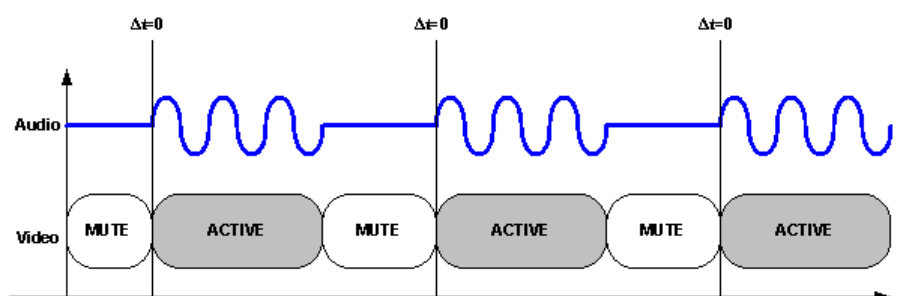 Δt=0 Δt=0 Δt=0
Audio
Video MUTE ACTIVE MUTE ACTIVE MUTE ACTIVE